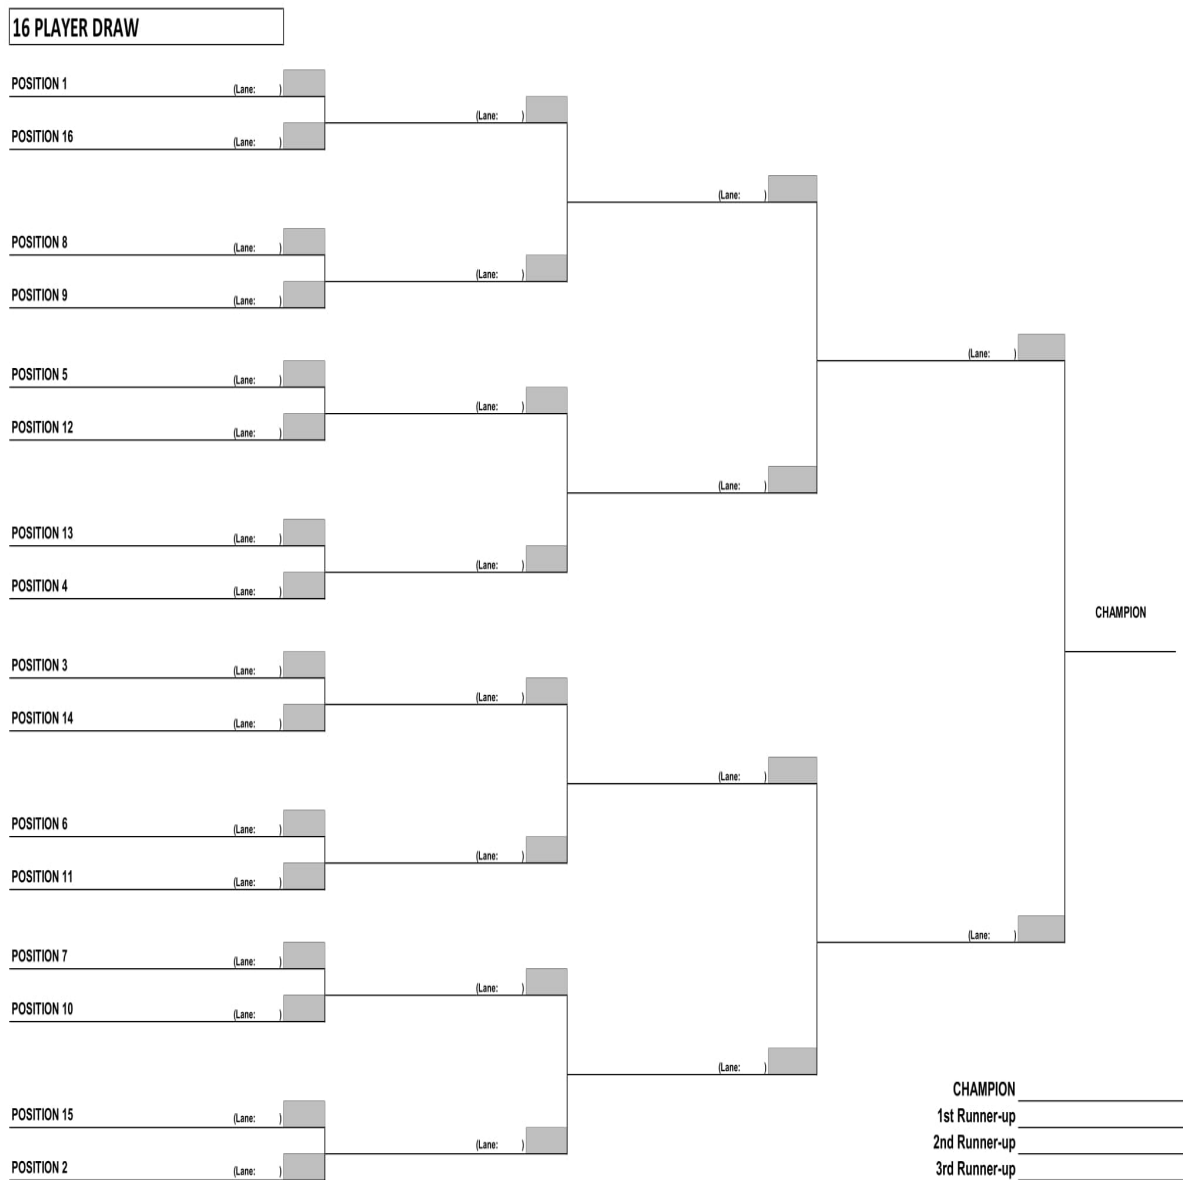 16 PLAYER DRAW
POSITION 1 (Lane: )
(Lane: )
POSITION 16 (Lane: )
(Lane: )
POSITION 8 (Lane: )
(Lane: )
POSITION 9 (Lane: )
(Lane: )
POSITION 5 (Lane: )
(Lane: )
POSITION 12 (Lane: )
(Lane: )
POSITION 13 (Lane: )
(Lane: )
POSITION 4 (Lane: )
CHAMPION
POSITION 3 (Lane: )
(Lane: )
POSITION 14 (Lane: )
(Lane: )
POSITION 6 (Lane: )
(Lane: )
POSITION 11 (Lane: )
(Lane: )
POSITION 7 (Lane: )
(Lane: )
POSITION 10 (Lane: )
(Lane: )
CHAMPION
POSITION 15 (Lane: )
1st Runner-up
2nd Runner-up
(Lane: )
POSITION 2 (Lane: )
3rd Runner-up